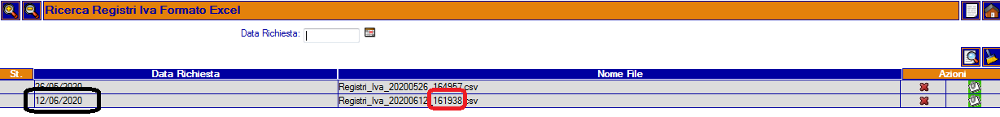 Ricerca Registri Iva Formato Excel
Data Richiesta:
St. Data Richiesta Nome File Azioni
26/05/2020 Registri_Iva_20200526_164957.csv
12/06/2020 Registri_Iva_20200612_161938.csv